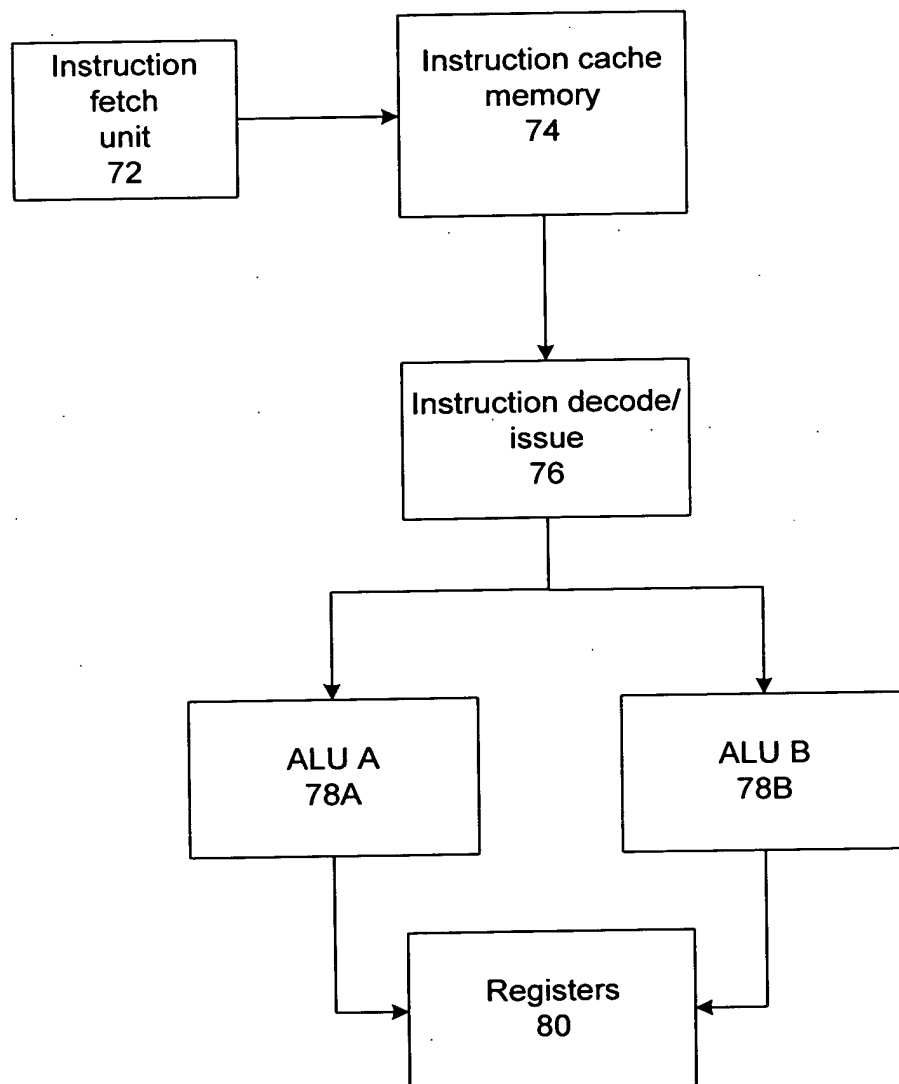 Instruction
fetch
unit
72
Instruction cache
memory
74
Instruction decode/
issue
76
ALU A
78A
ALU B
78B
Registers
80